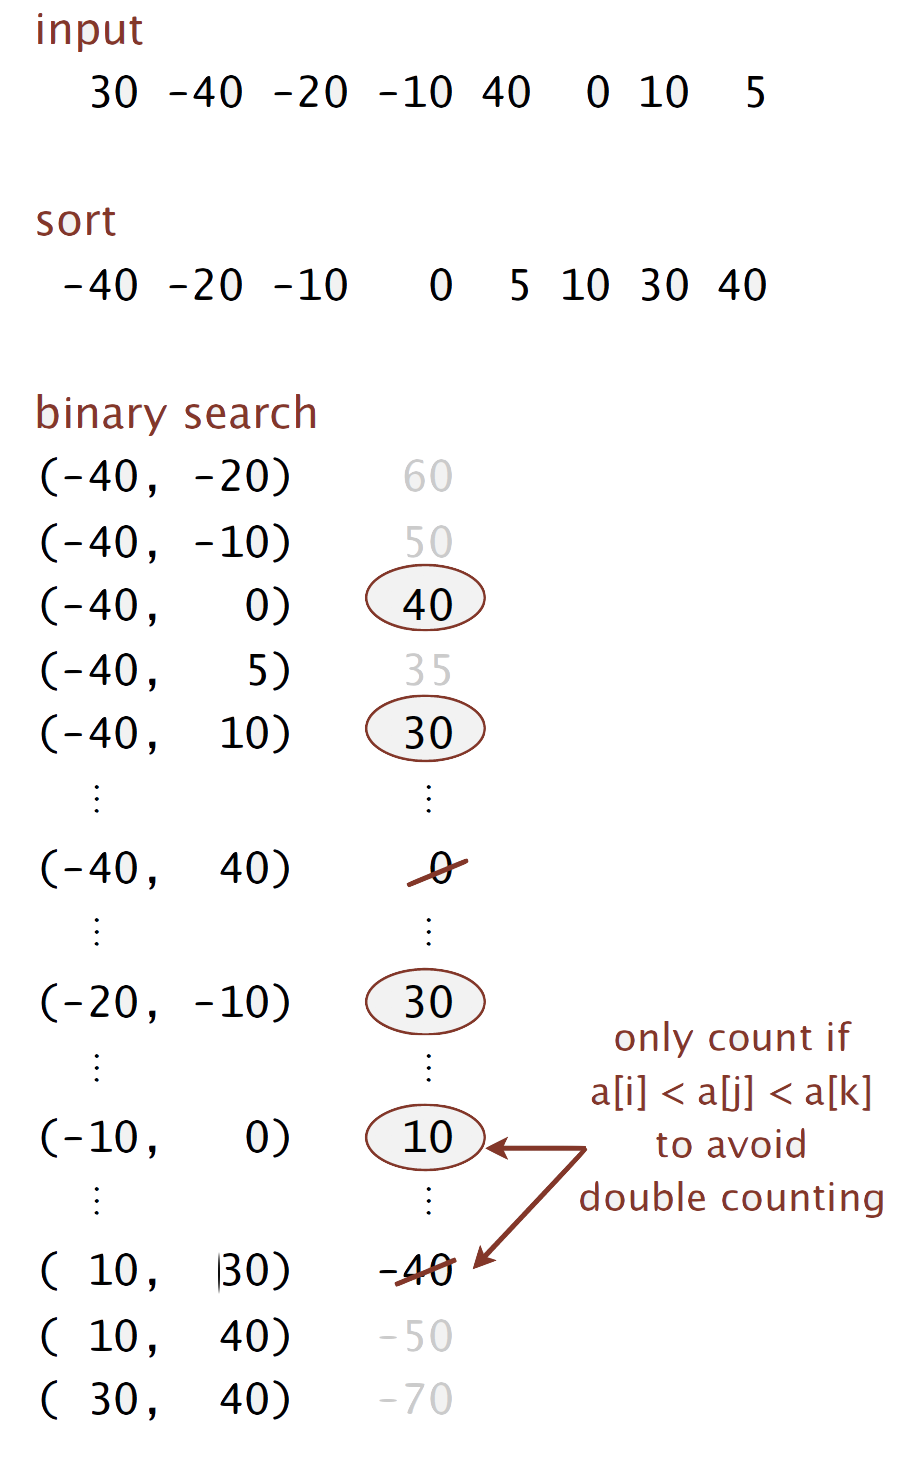 input
30 -40 -20 -10 40 0 10 5
sort
-40 -20 -10 0 5 10 30 40
binary search
(-40, -20) 60
(-40, -10) 50
(-40, 0) 40
(-40, 5) 35
(-40, 10) 30
⋮ ⋮
(-40, 40) 0
⋮ ⋮
(-20, -10) 30
⋮ ⋮
(-10, 0) 10
⋮ ⋮
( 10, 30) -40
( 10, 40) -50
( 30, 40) -70
only count if
a[i] < a[j] < a[k]
to avoid
double counting